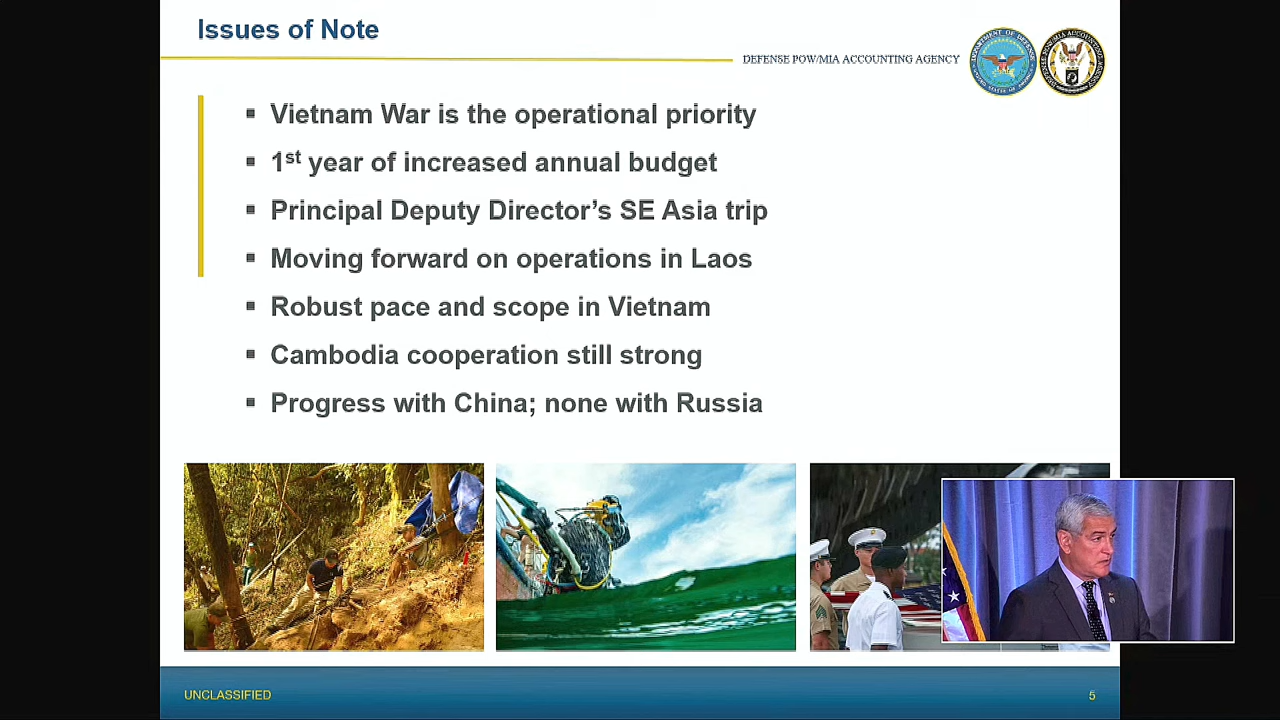 Issues of Note
DEFENSE POW/MIA ACCOUNTING AGENCY
▪ Vietnam War is the operational priority
▪ 1st year of increased annual budget
▪ Principal Deputy Director’s SE Asia trip
▪ Moving forward on operations in Laos
▪ Robust pace and scope in Vietnam
▪ Cambodia cooperation still strong
▪ Progress with China; none with Russia
UNCLASSIFIED
5